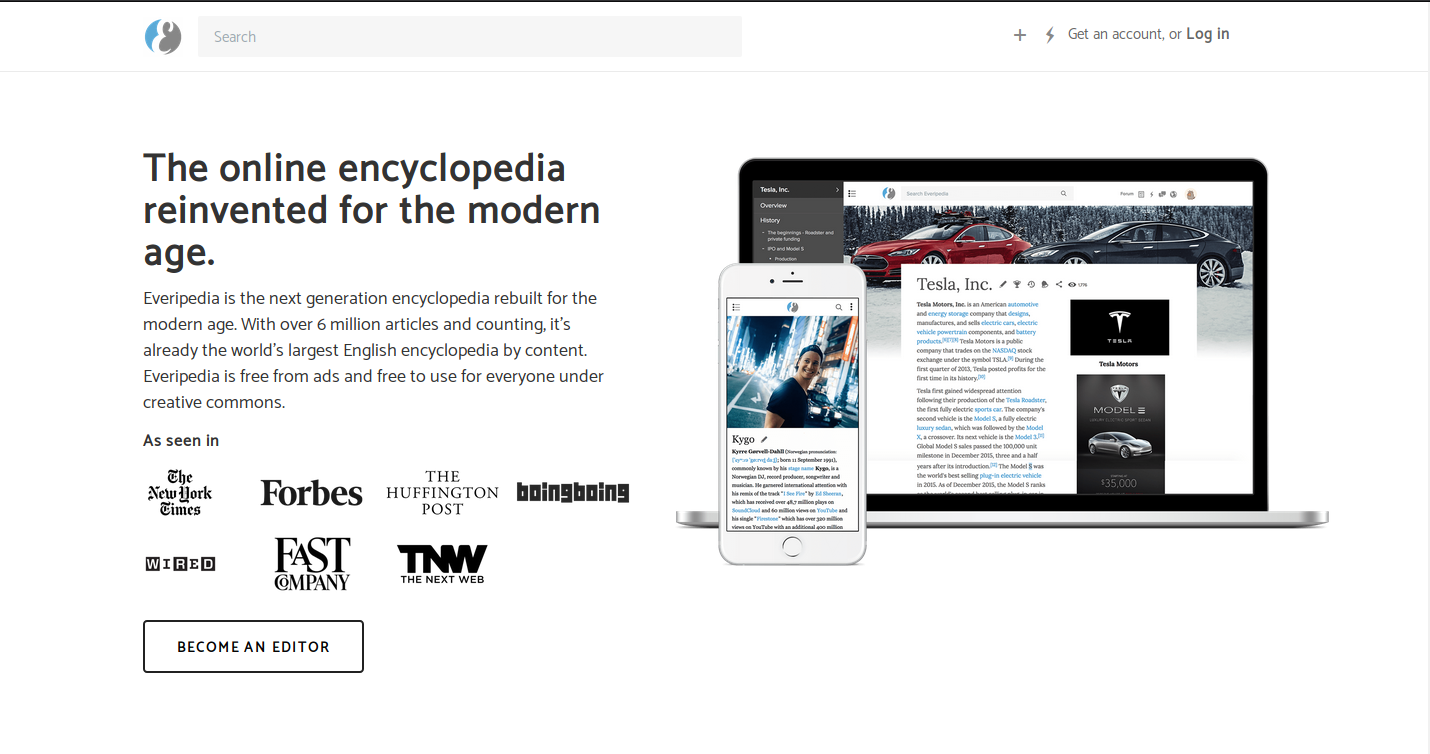 Search
Get an account, or Log in
The online encyclopedia
reinvented for the modern
age.
Everipedia is the next generation encyclopedia rebuilt for the
modern age. With over 6 million articles and counting, it's
already the world's largest English encyclopedia by content.
Everipedia is free from ads and free to use for everyone under
creative commons.
As seen in
The
New York
Times
Forbes
THE
HUFFINGTON
POST
boingboing
WIRED
FAST
COMPANY
TNW
THE NEXT WEB
BECOME AN EDITOR
Tesla, Inc.
Overview
History
The beginnings - Roadster and
private funding
IPO and Model S
Production
Search Everipedia
Forum
Tesla, Inc.
1,776
Tesla Motors, Inc. is an American automotive
and energy storage company that designs,
manufactures, and sells electric cars, electric
vehicle powertrain components, and battery
products.[6][7][8] Tesla Motors is a public
company that trades on the NASDAQ stock
exchange under the symbol TSLA.[9] During the
first quarter of 2013, Tesla posted profits for the
first time in its history.[10]
Tesla first gained widespread attention
following their production of the Tesla Roadster,
the first fully electric sports car. The company's
second vehicle is the Model S, a fully electric
luxury sedan, which was followed by the Model
X, a crossover. Its next vehicle is the Model 3.[11]
Global Model S sales passed the 100,000 unit
milestone in December 2015, three and a half
years after its introduction.[12] The Model S was
the world's best selling plug-in electric vehicle
in 2015. As of December 2015, the Model S ranks
TESLA
Tesla Motors
MODEL
LUXURY ELECTRIC SPORT SEDAN
$35,000
Kygo
Kyrre Gørvell-Dahll (Norwegian pronunciation:
born 11 September 1991),
commonly known by his stage name Kygo, is a
Norwegian DJ, record producer, songwriter and
musician. He garnered international attention with
his remix of the track "I See Fire" by Ed Sheeran,
which has received over 48,7 million plays on
SoundCloud and 60 million views on YouTube and
his single "Firestone" which has over 320 million
views on YouTube with an additional 400 million